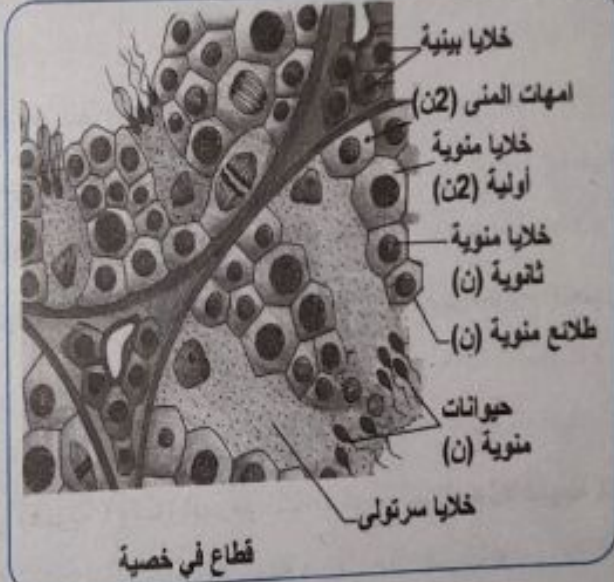 خلايا بينية
امهات المنى (2ن)
خلايا منوية
أولية (2ن)
خلايا منوية
ثانوية (ن)
طلائع منوية (ن)
حيوانات
منوية (ن)
خلايا سرتولى
قطاع في خصية